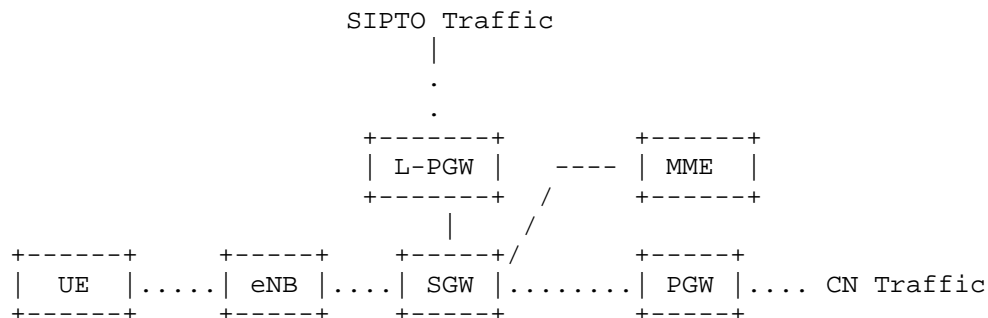 SIPTO Traffic
|
.
.
+-------+ +------+
| L-PGW | ---- | MME |
+-------+ / +------+
| /
+------+ +-----+ +-----+/ +-----+
| UE |.....| eNB |....| SGW |........| PGW |.... CN Traffic
+------+ +-----+ +-----+ +-----+